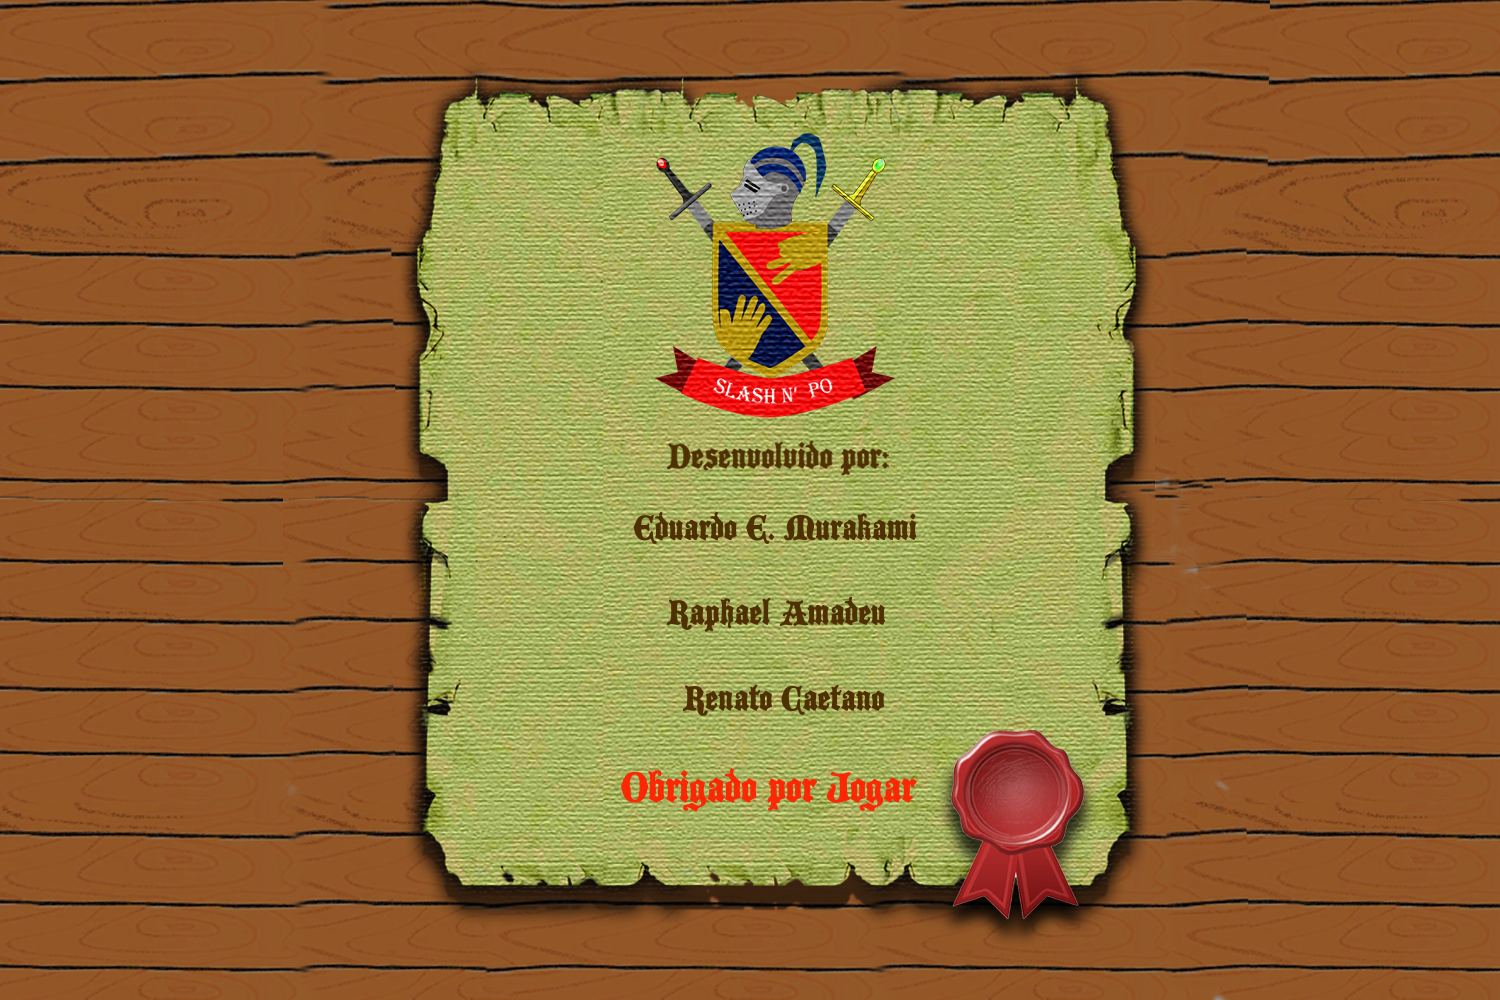 SLASH N' PO
Desenvolvido por:
Eduardo E. Murakami
Raphael Amadeu
Renato Caetano
Obrigado por Jogar